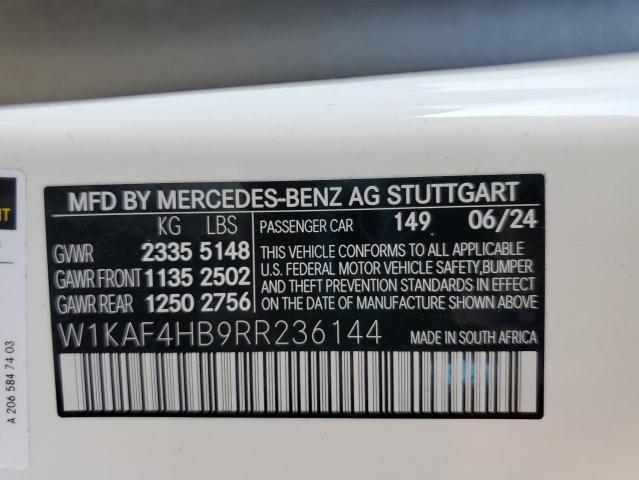 MFD BY MERCEDES-BENZ AG STUTTGART
KG LBS
GVWR 2335 5148
GAWR FRONT 1135 2502
GAWR REAR 1250 2756
PASSENGER CAR 149 06/24
THIS VEHICLE CONFORMS TO ALL APPLICABLE
U.S. FEDERAL MOTOR VEHICLE SAFETY, BUMPER
AND THEFT PREVENTION STANDARDS IN
EFFECT ON THE DATE OF MANUFACTURE
SHOWN ABOVE.
W1KAF4HB9RR236144
MADE IN SOUTH AFRICA
A 206 584 74 03